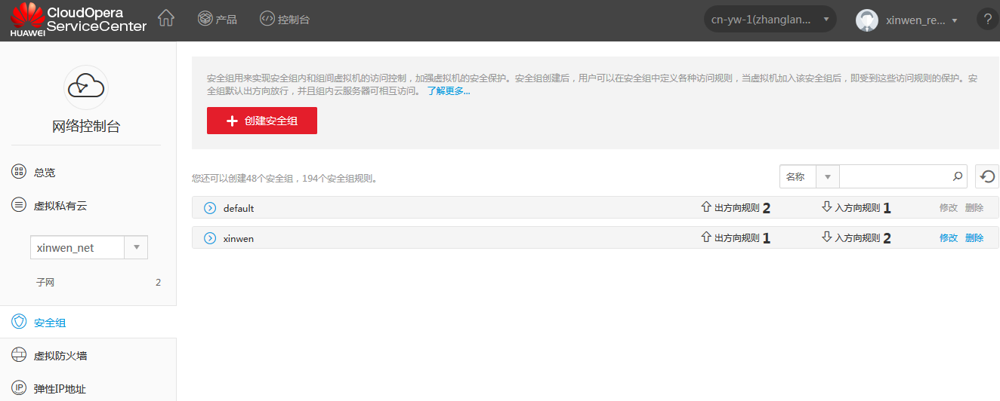 CloudOpera
ServiceCenter
HUAWEI
产品
控制台
cn-yw-1(zhanglan...
xinwen_re...
?
网络控制台
总览
虚拟私有云
xinwen_net
子网 2
安全组
虚拟防火墙
IP 弹性IP地址
安全组用来实现安全组内和组间虚拟机的访问控制，加强虚拟机的安全保护。安全组创建后，用户可以在安全组中定义各种访问规则，当虚拟机加入该安全组后，即受到这些访问规则的保护。安
全组默认出方向放行，并且组内云服务器可相互访问。 了解更多...
创建安全组
您还可以创建48个安全组，194个安全组规则。
名称
default 出方向规则 2 入方向规则 1 修改 删除
xinwen 出方向规则 1 入方向规则 2 修改 删除